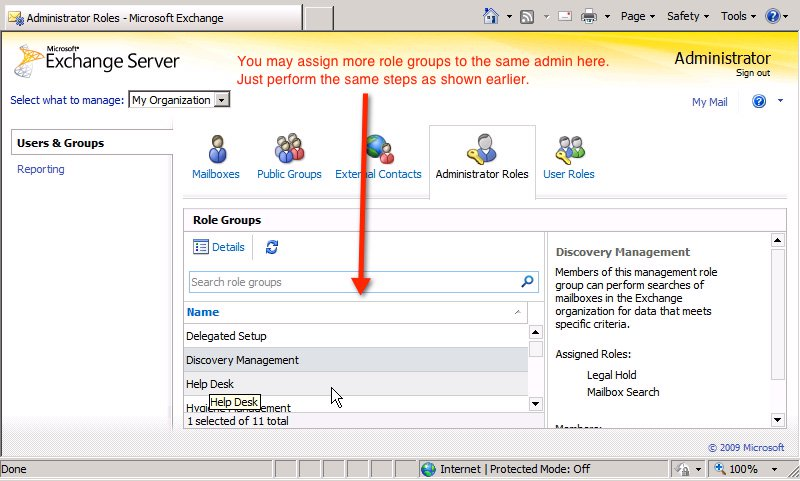 Administrator Roles - Microsoft Exchange
Page
Safety
Tools
Microsoft®
Exchange Server
You may assign more role groups to the same admin here.
Just perform the same steps as shown earlier.
Administrator
Sign out
Select what to manage: My Organization
My Mail
Users & Groups
Reporting
Mailboxes
Public Groups
External Contacts
Administrator Roles
User Roles
Role Groups
Details
Search role groups
Name
Delegated Setup
Discovery Management
Help Desk
Help Desk
Hygiene Management
1 selected of 11 total
Discovery Management
Members of this management role
group can perform searches of
mailboxes in the Exchange
organization for data that meets
specific criteria.
Assigned Roles:
Legal Hold
Mailbox Search
Members:
© 2009 Microsoft
Done
Internet | Protected Mode: Off
100%